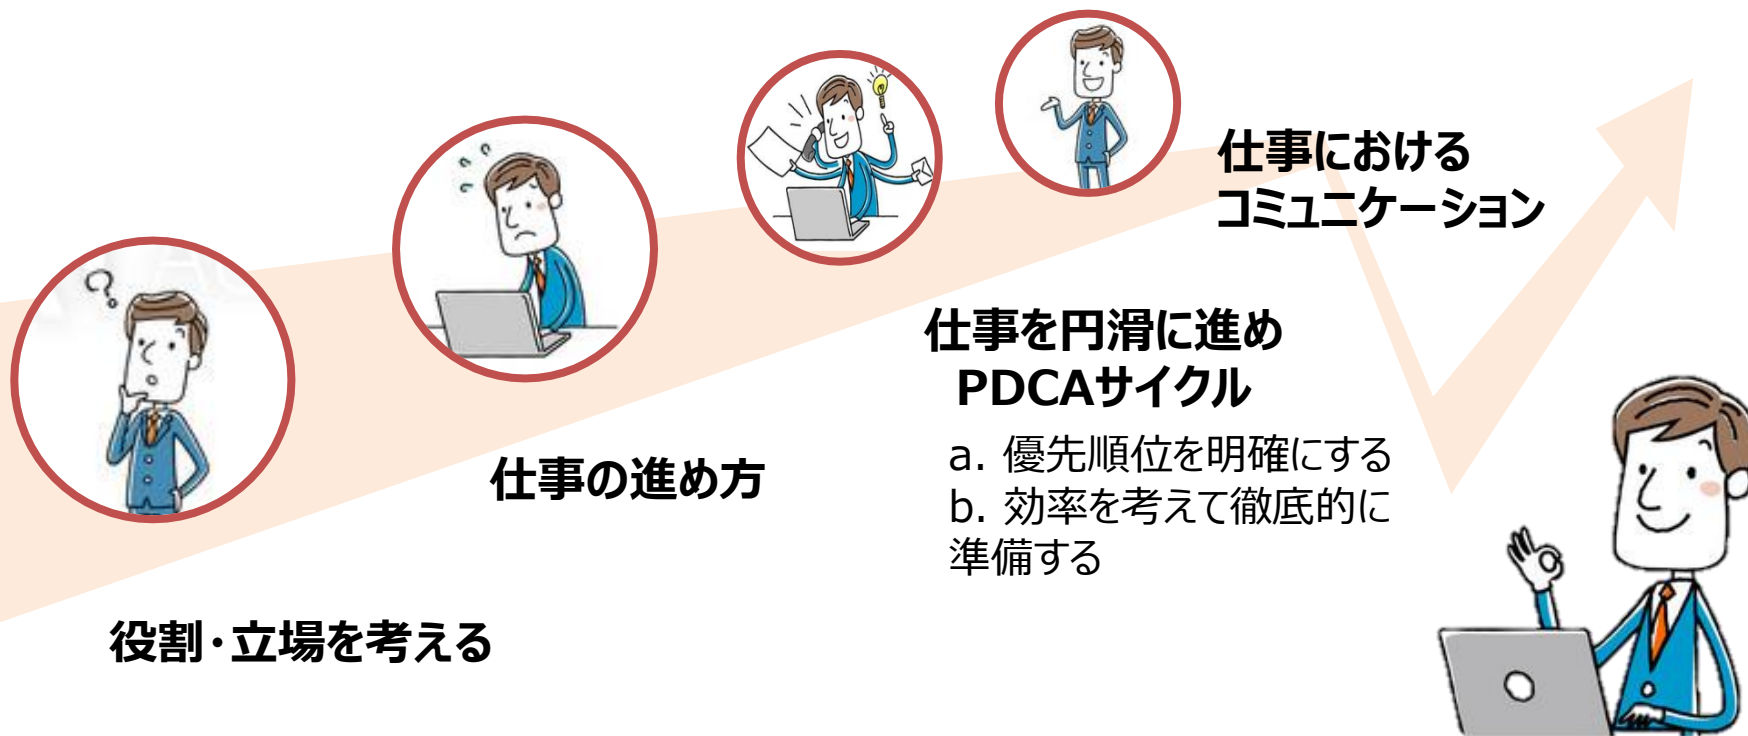 役割・立場を考える
仕事の進め方
仕事を円滑に進め
PDCAサイクル
a. 優先順位を明確にする
b. 効率を考えて徹底的に
準備する
仕事における
コミュニケーション